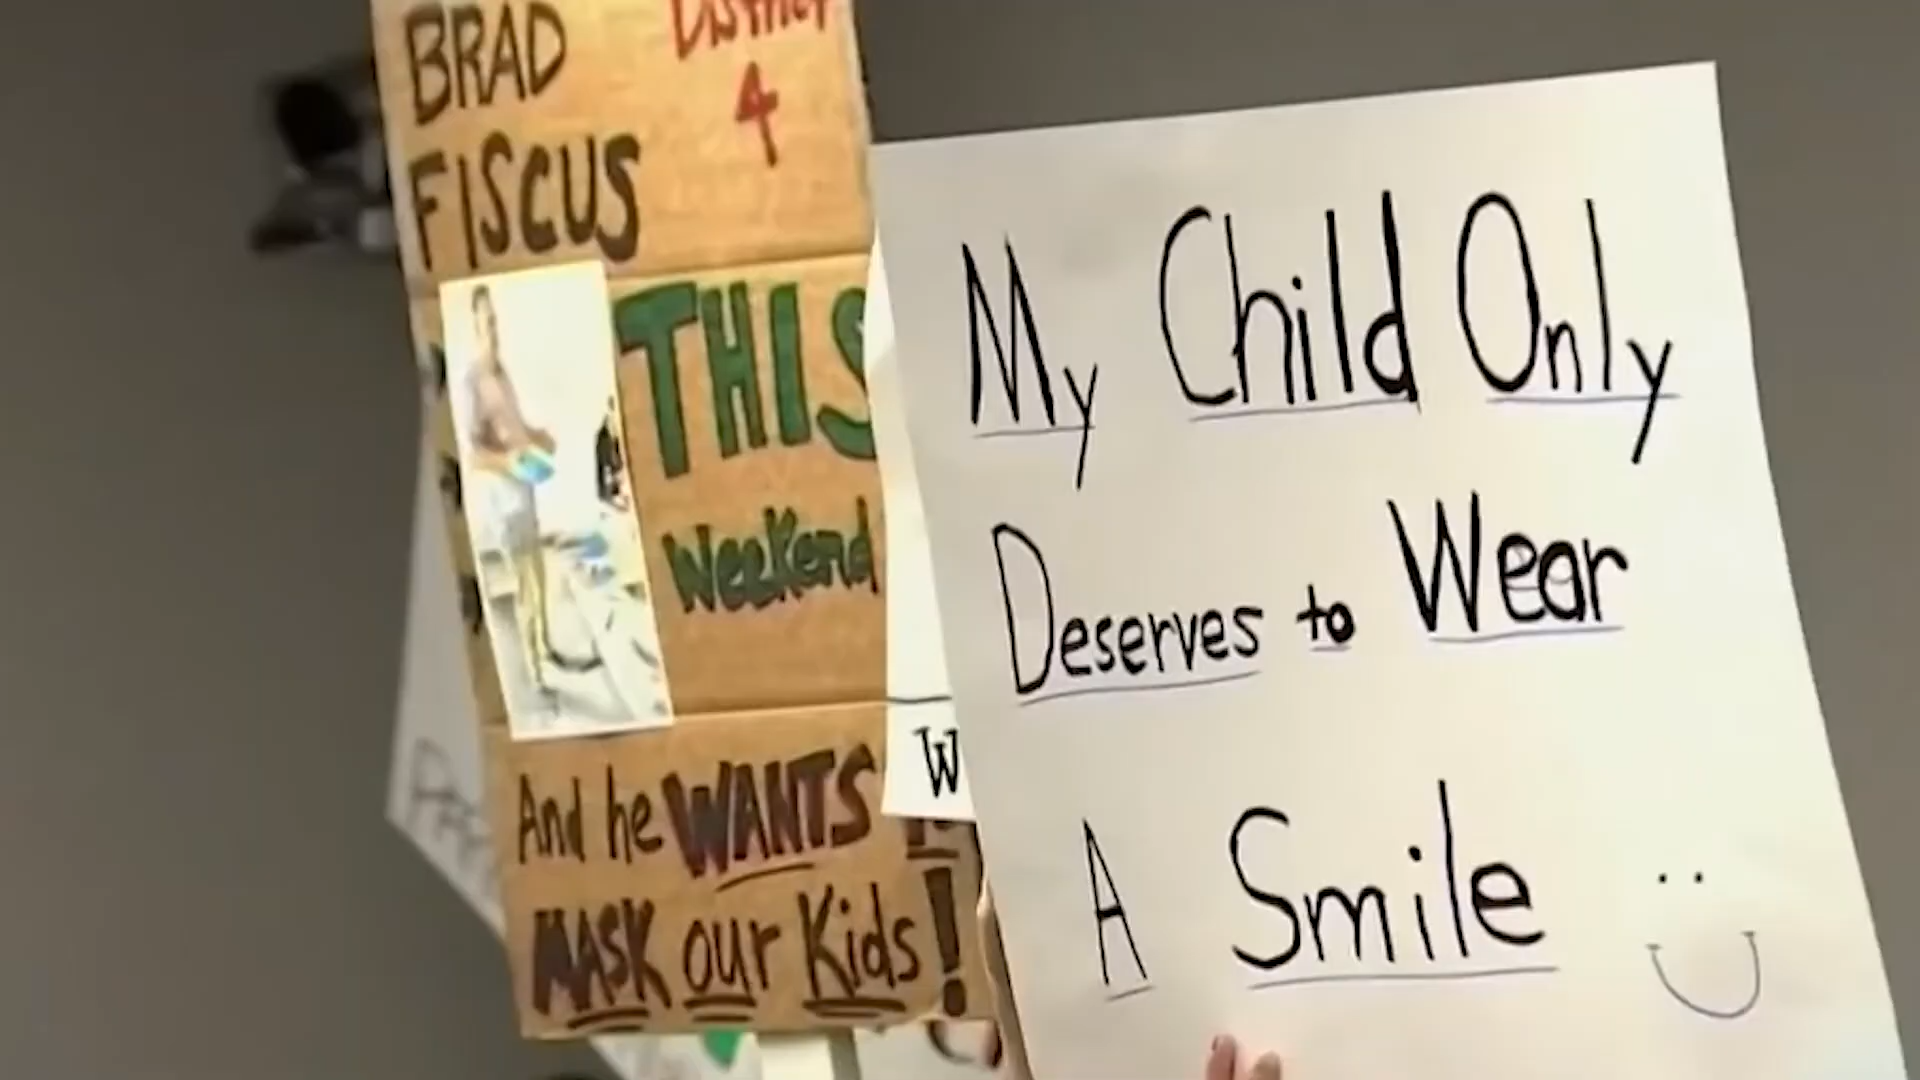 BRAD
FISCUS
District
4
THIS
Weekend
And he WANTS to
MASK our Kids!
W
My Child Only
Deserves to Wear
A Smile